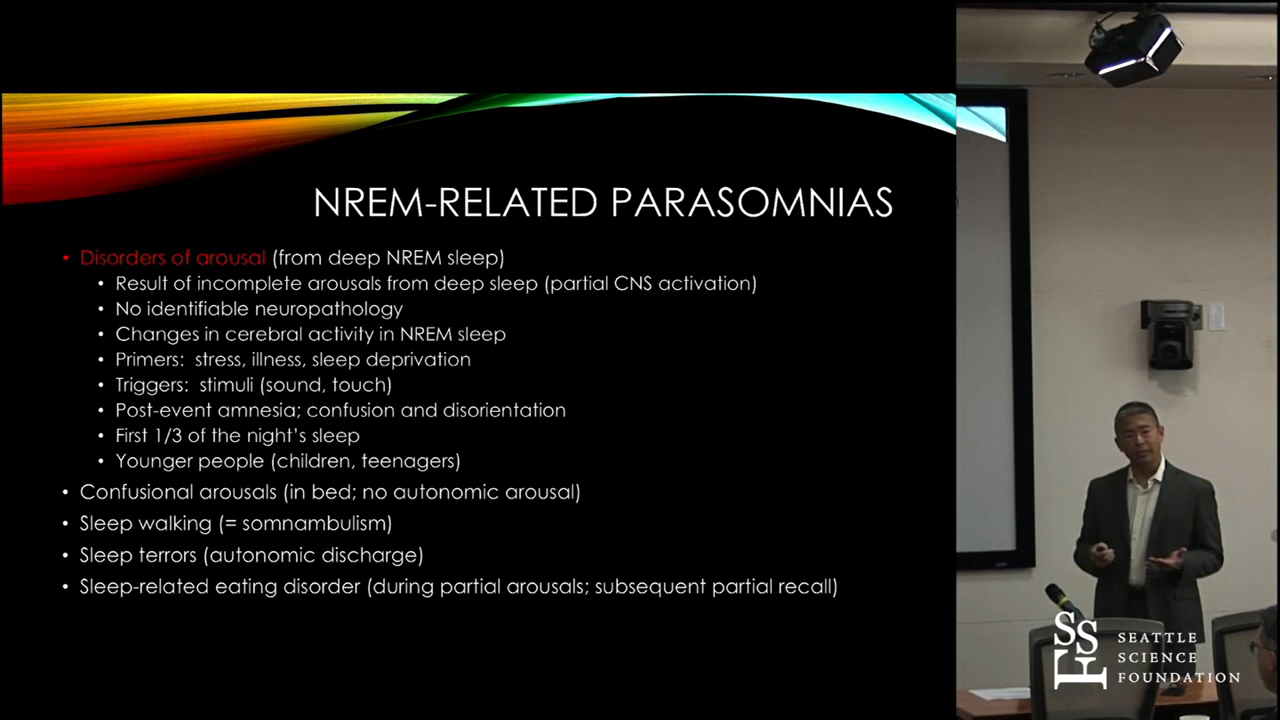 NREM-RELATED PARASOMNIAS
• Disorders of arousal (from deep NREM sleep)
• Result of incomplete arousals from deep sleep (partial CNS activation)
• No identifiable neuropathology
• Changes in cerebral activity in NREM sleep
• Primers: stress, illness, sleep deprivation
• Triggers: stimuli (sound, touch)
• Post-event amnesia; confusion and disorientation
• First 1/3 of the night's sleep
• Younger people (children, teenagers)
• Confusional arousals (in bed; no autonomic arousal)
• Sleep walking (= somnambulism)
• Sleep terrors (autonomic discharge)
• Sleep-related eating disorder (during partial arousals; subsequent partial recall)
SSF
SEATTLE
SCIENCE
FOUNDATION